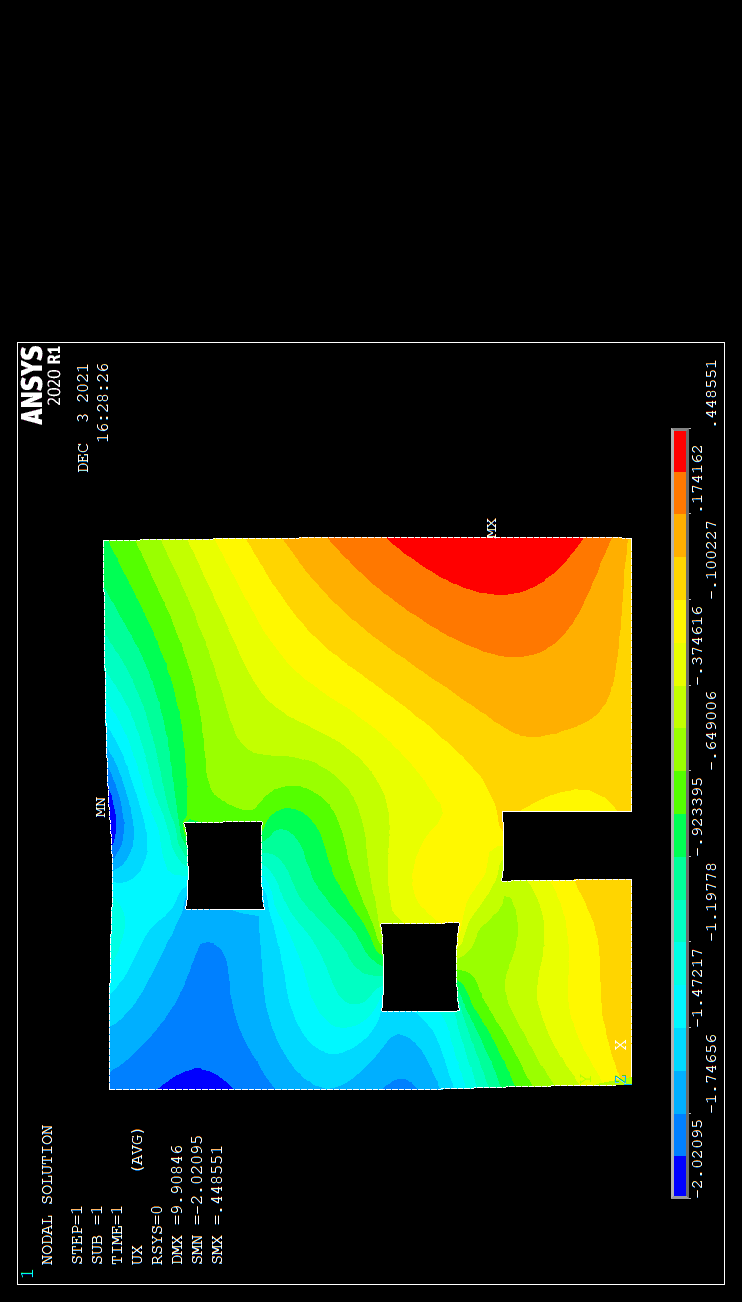 1
NODAL SOLUTION
STEP=1
SUB =1
TIME=1
UX (AVG)
RSYS=0
DMX =9.90846
SMN =-2.02095
SMX =.448551
ANSYS
2020 R1
DEC 3 2021
16:28:26
MN
MX
Y
Z X
-2.02095 -1.74656 -1.47217 -1.19778 -.923395 -.649006 -.374616 -.100227 .174162 .448551